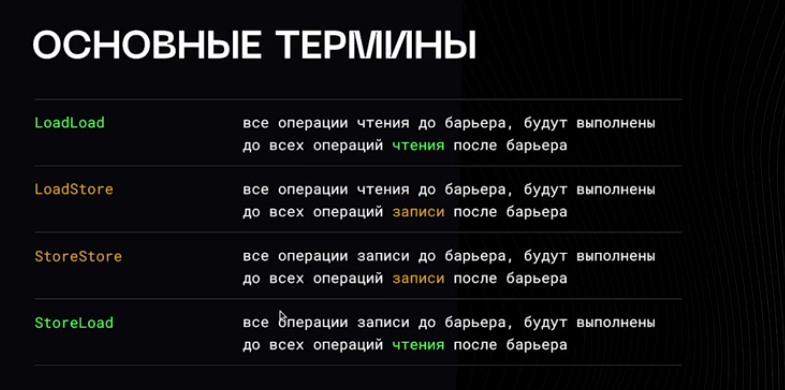 ОСНОВНЫЕ ТЕРМИНЫ
LoadLoad
все операции чтения до барьера, будут выполнены
до всех операций чтения после барьера
LoadStore
все операции чтения до барьера, будут выполнены
до всех операций записи после барьера
StoreStore
все операции записи до барьера, будут выполнены
до всех операций записи после барьера
StoreLoad
все операции записи до барьера, будут выполнены
до всех операций чтения после барьера